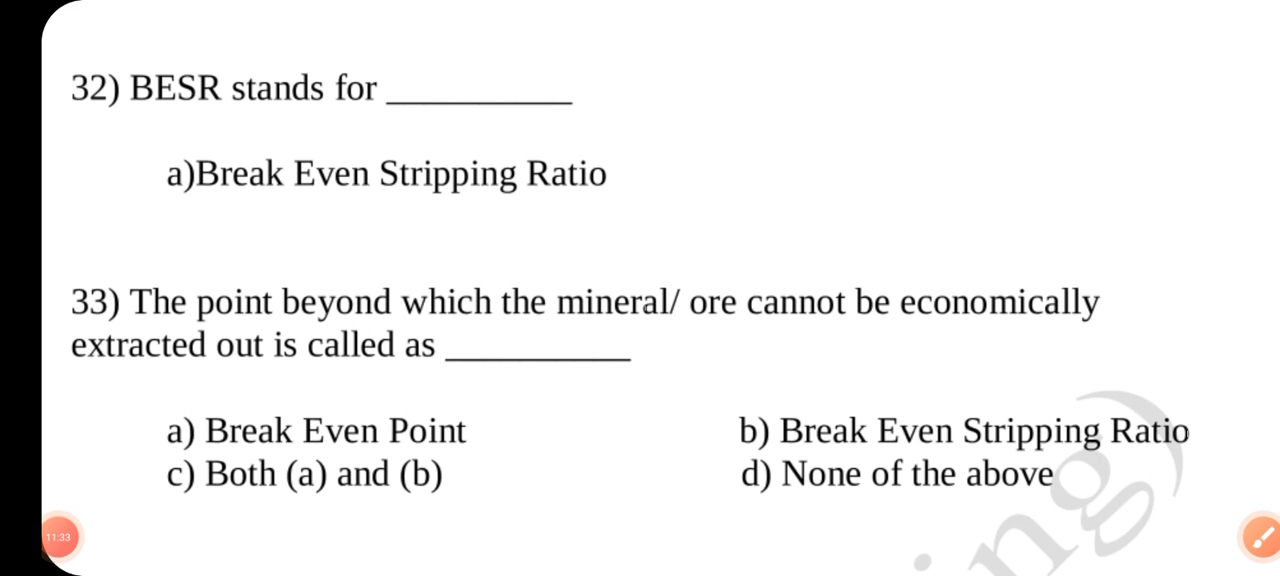 32) BESR stands for __________
a)Break Even Stripping Ratio
33) The point beyond which the mineral/ ore cannot be economically
extracted out is called as __________
a) Break Even Point b) Break Even Stripping Ratio
c) Both (a) and (b) d) None of the above
ing)
11:33